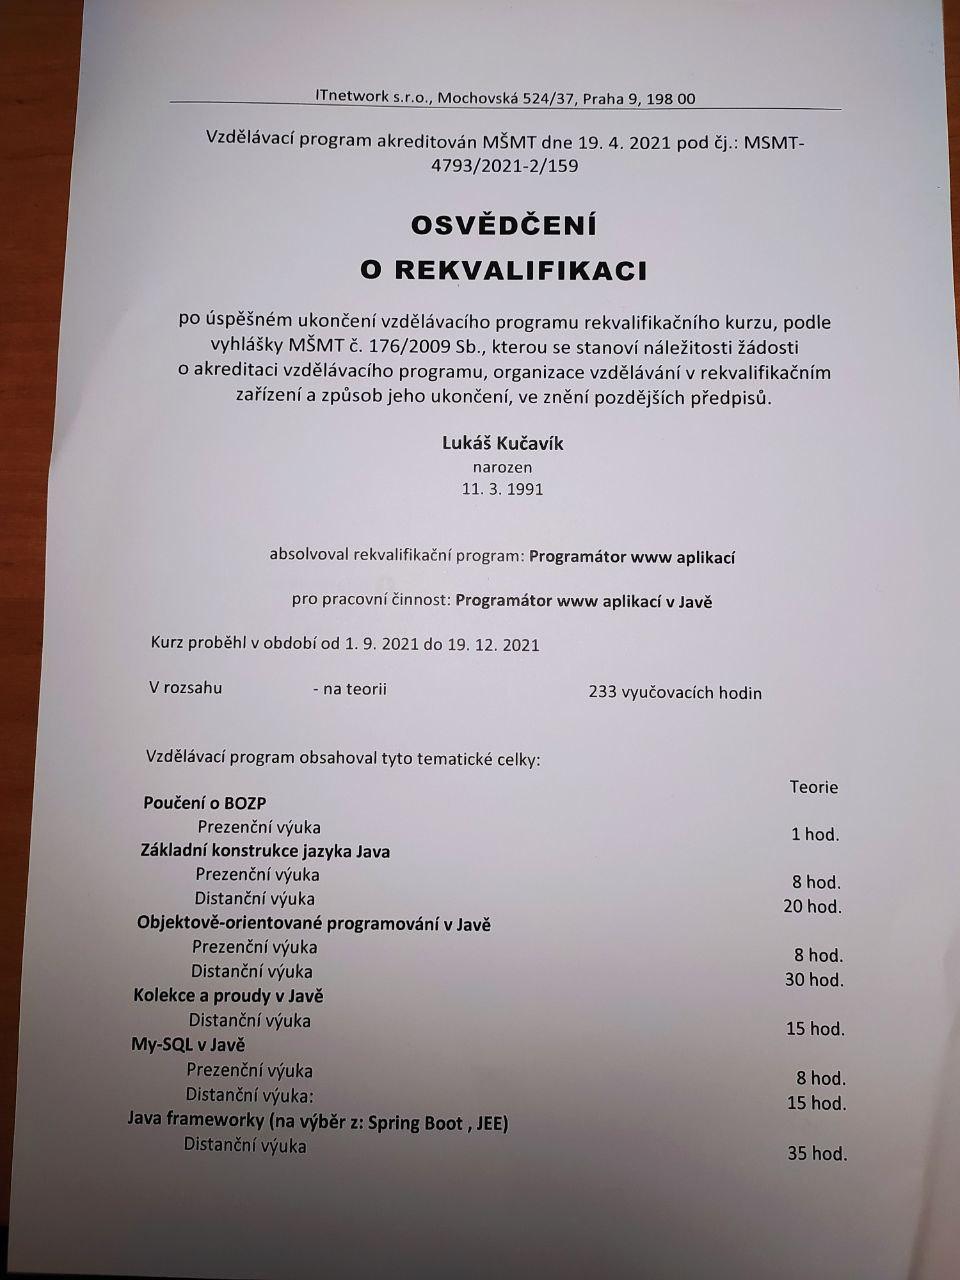 ITnetwork s.r.o., Mochovská 524/37, Praha 9, 198 00
Vzdělávací program akreditován MŠMT dne 19. 4. 2021 pod čj.: MSMT-
4793/2021-2/159
OSVĚDČENÍ
O REKVALIFIKACI
po úspěšném ukončení vzdělávacího programu rekvalifikačního kurzu, podle
vyhlášky MŠMT č. 176/2009 Sb., kterou se stanoví náležitosti žádosti
o akreditaci vzdělávacího programu, organizace vzdělávání v rekvalifikačním
zařízení a způsob jeho ukončení, ve znění pozdějších předpisů.
Lukáš Kučavík
narozen
11. 3. 1991
absolvoval rekvalifikační program: Programátor www aplikací
pro pracovní činnost: Programátor www aplikací v Javě
Kurz proběhl v období od 1. 9. 2021 do 19. 12. 2021
V rozsahu - na teorii 233 vyučovacích hodin
Vzdělávací program obsahoval tyto tematické celky:
Teorie
Poučení o BOZP
Prezenční výuka 1 hod.
Základní konstrukce jazyka Java
Prezenční výuka 8 hod.
Distanční výuka 20 hod.
Objektově-orientované programování v Javě
Prezenční výuka 8 hod.
Distanční výuka 30 hod.
Kolekce a proudy v Javě
Distanční výuka 15 hod.
My-SQL v Javě
Prezenční výuka 8 hod.
Distanční výuka: 15 hod.
Java frameworky (na výběr z: Spring Boot , JEE)
Distanční výuka 35 hod.